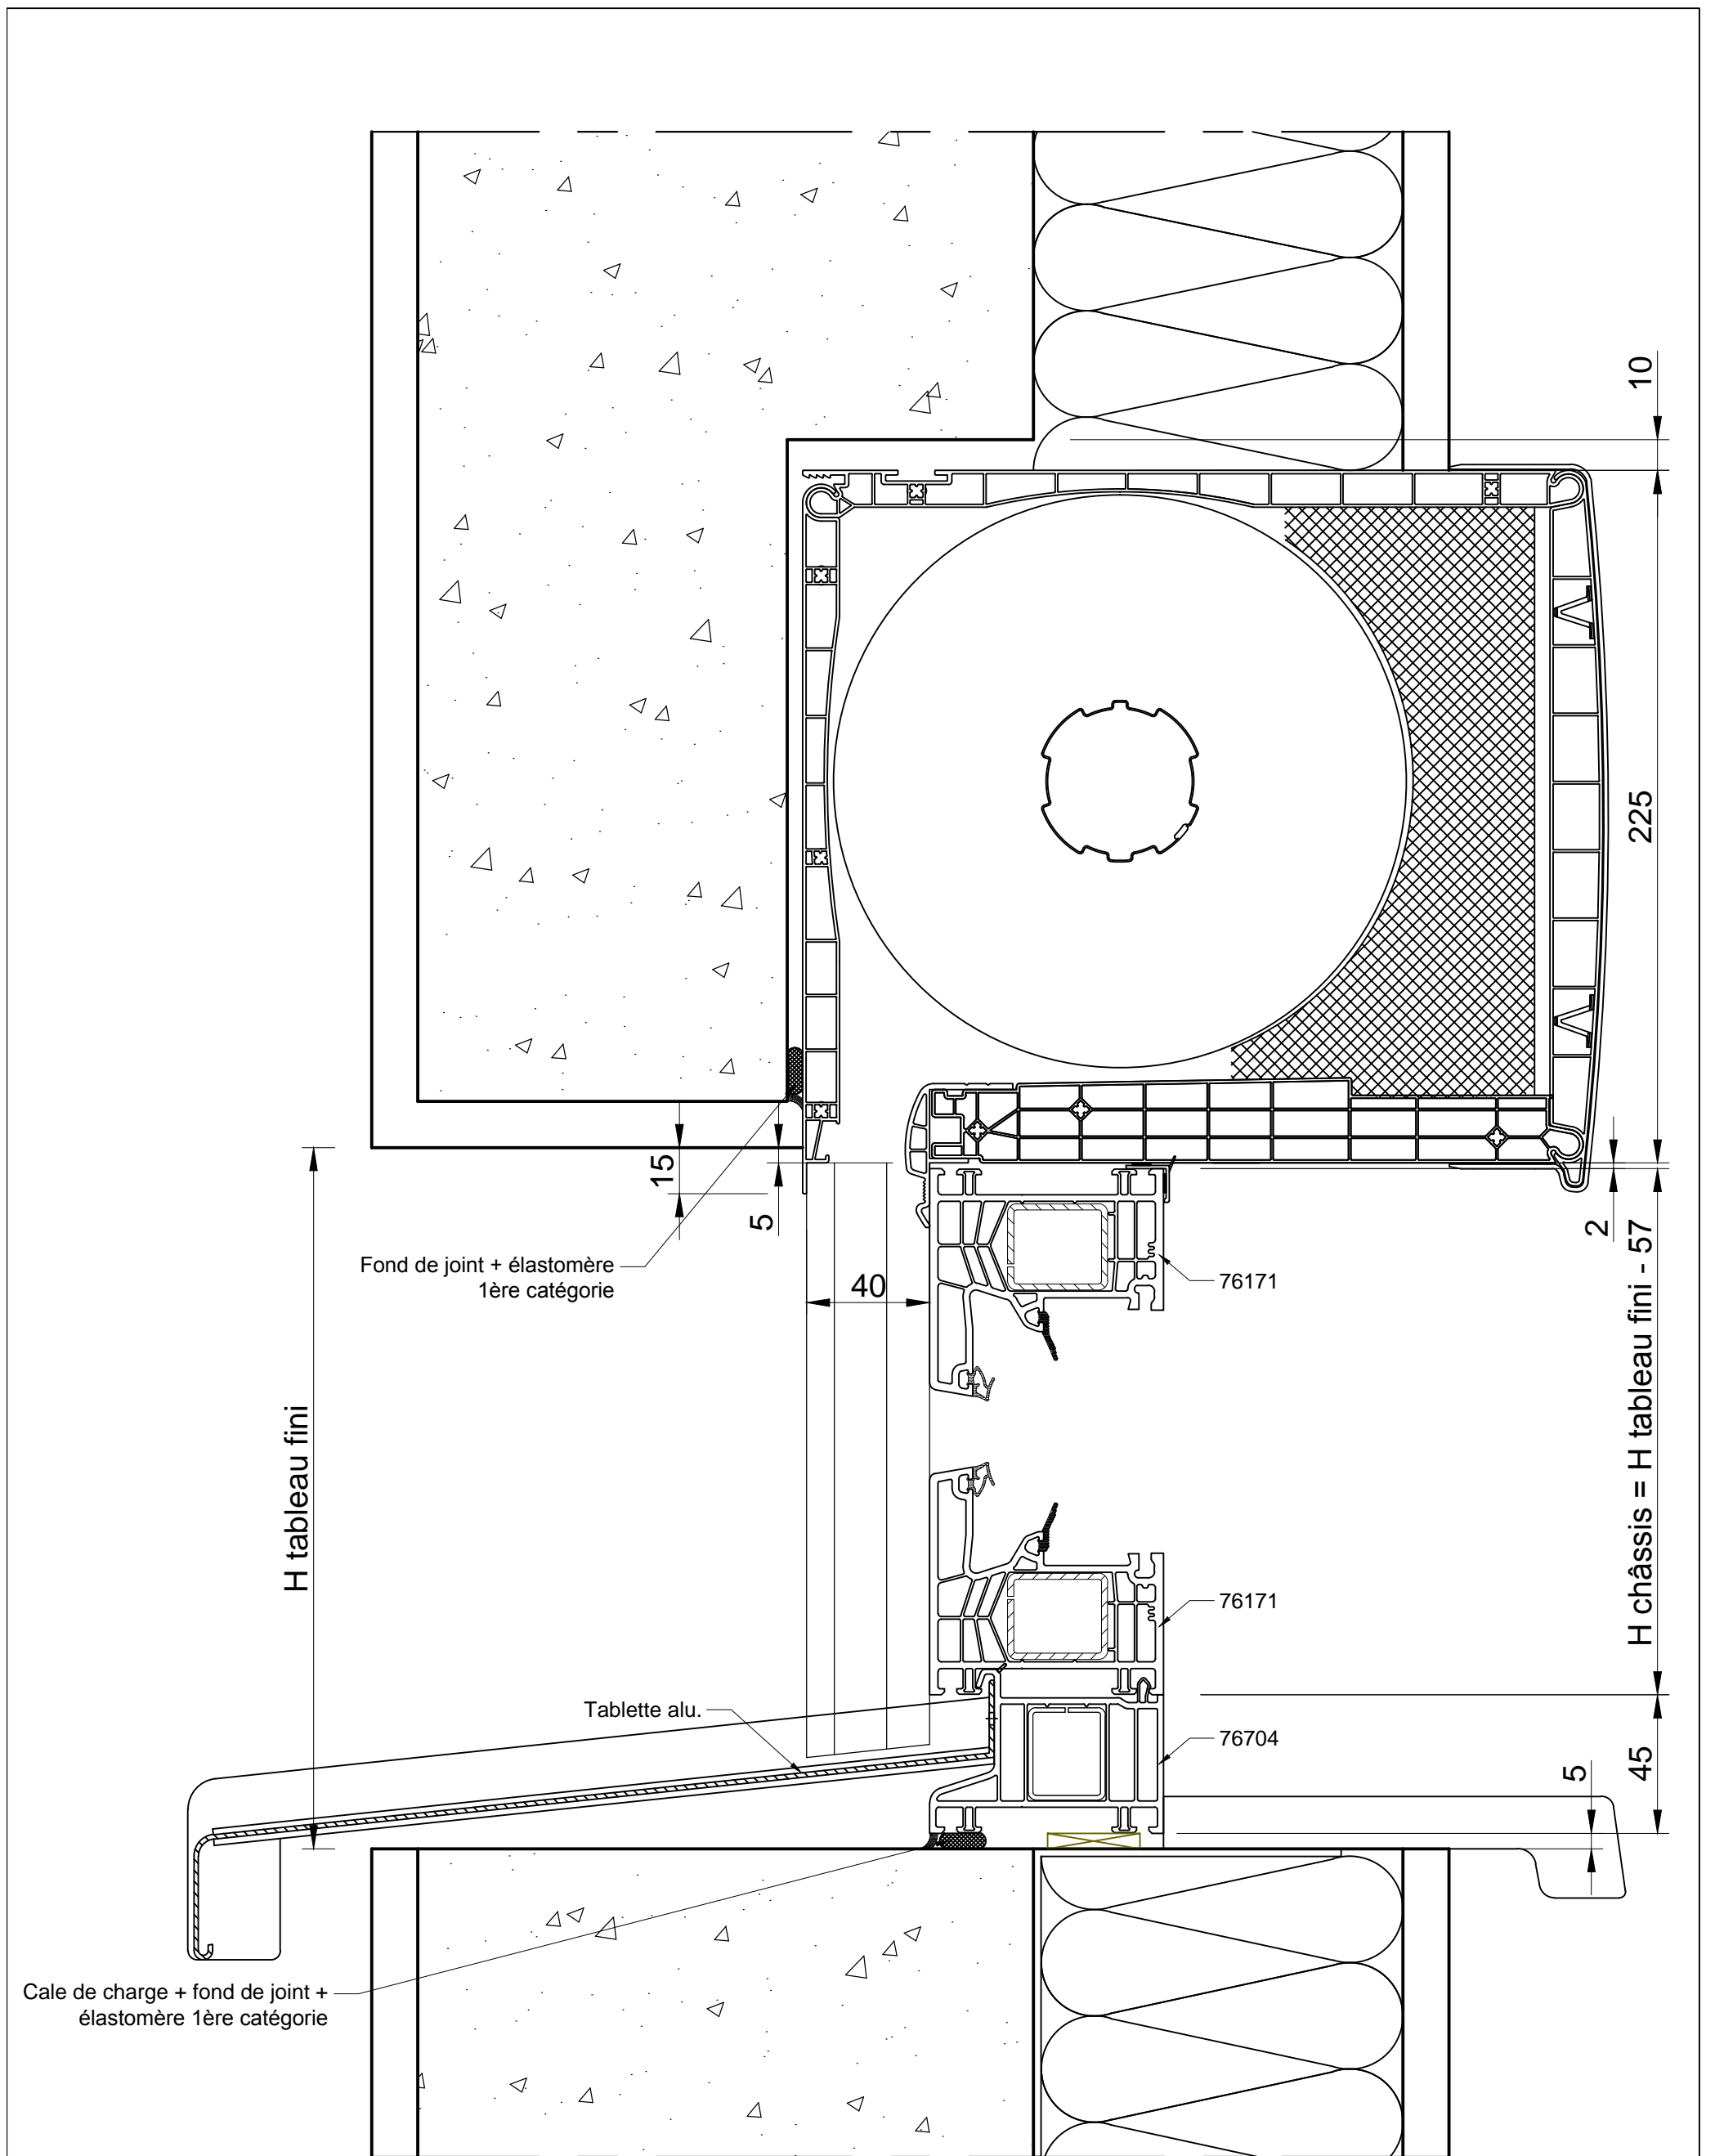 10
225
15
5
2
Fond de joint + élastomère
1ère catégorie
40
76171
H tableau fini
H châssis = H tableau fini - 57
76171
Tablette alu.
76704
5
45
Cale de charge + fond de joint +
élastomère 1ère catégorie